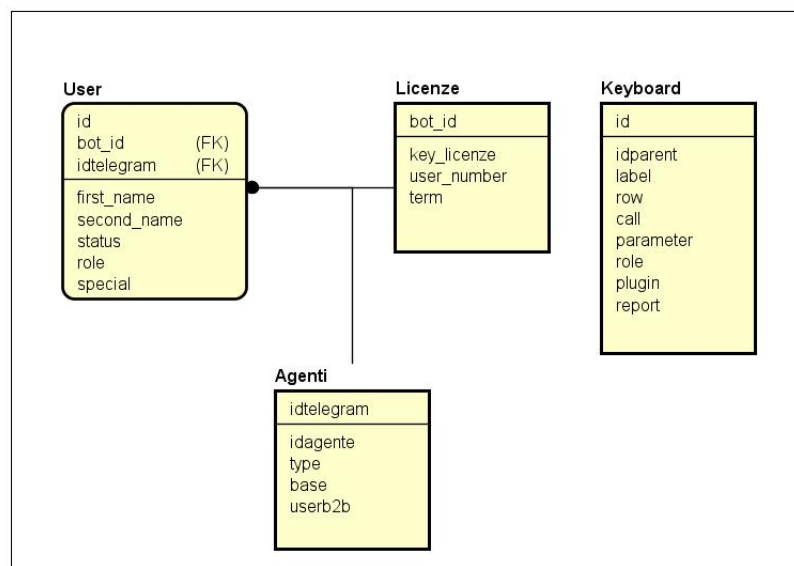 User
id
bot_id (FK)
idtelegram (FK)
first_name
second_name
status
role
special
Licenze
bot_id
key_licenze
user_number
term
Keyboard
id
idparent
label
row
call
parameter
role
plugin
report
Agenti
idtelegram
idagente
type
base
userb2b